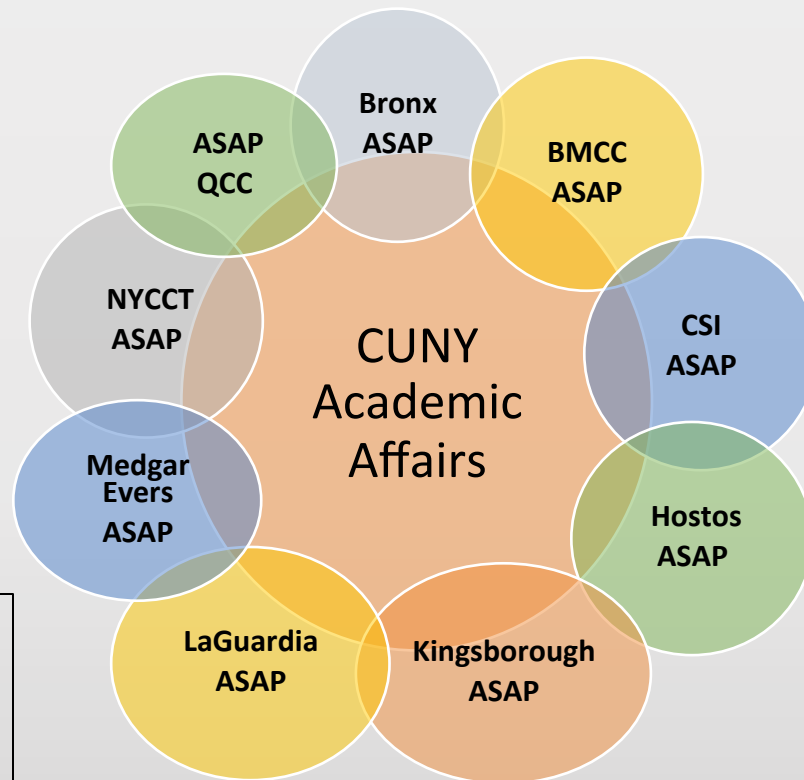 Bronx
ASAP
BMCC
ASAP
CSI
ASAP
Hostos
ASAP
Kingsborough
ASAP
LaGuardia
ASAP
Medgar
Evers
ASAP
NYCCT
ASAP
ASAP
QCC
CUNY
Academic
Affairs